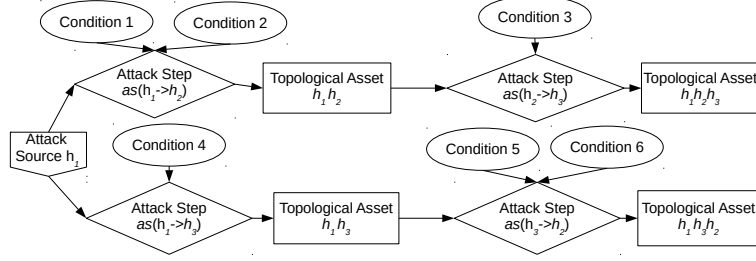 Condition 1
Condition 2
Condition 3
Attack Step
as(h1->h2)
Topological Asset
h1h2
Attack Step
as(h2->h3)
Topological Asset
h1h2h3
Attack
Source h1
Condition 4
Condition 5
Condition 6
Attack Step
as(h1->h3)
Topological Asset
h1h3
Attack Step
as(h3->h2)
Topological Asset
h1h3h2